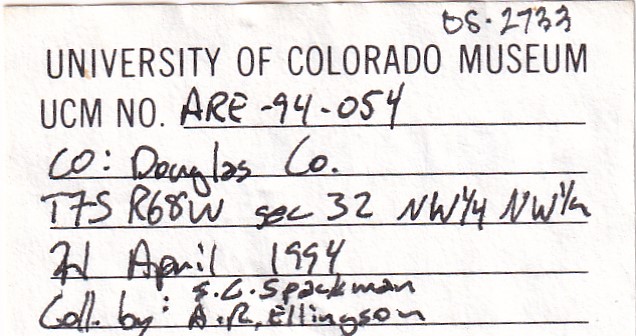 OS-2733
UNIVERSITY OF COLORADO MUSEUM
UCM NO. ARE-94-054
CO: Douglas Co.
T7S R68W sec 32 NW1/4 NW1/4
21 April 1994
S.C. Spackman
Coll. by: A.R. Ellingson